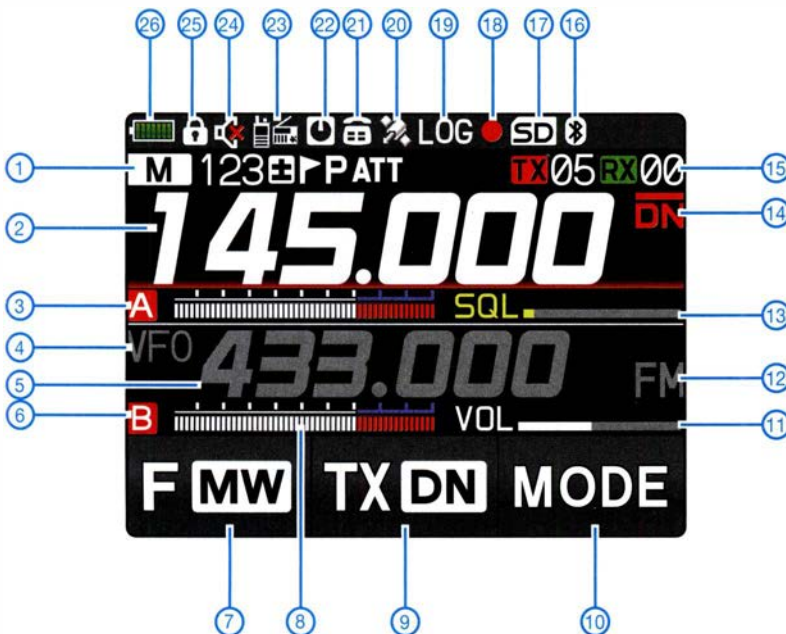 26 25 24 23 22 21 20 19 18 17 16
LOG SD
1 M 123 P ATT TX 05 RX 00 15
2 145.000 DN 14
3 A SQL 13
4 VFO
5 433.000 FM 12
6 B VOL 11
F MW TX DN MODE
7 8 9 10